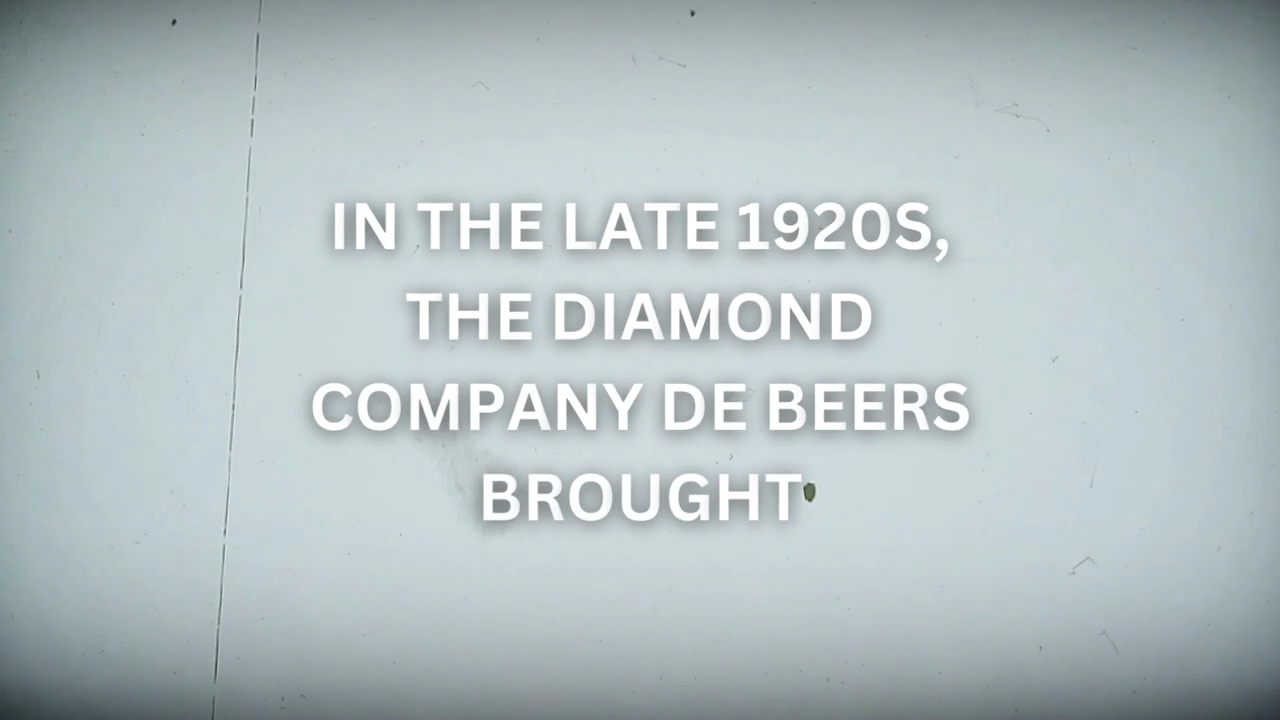 IN THE LATE 1920S,
THE DIAMOND
COMPANY DE BEERS
BROUGHT